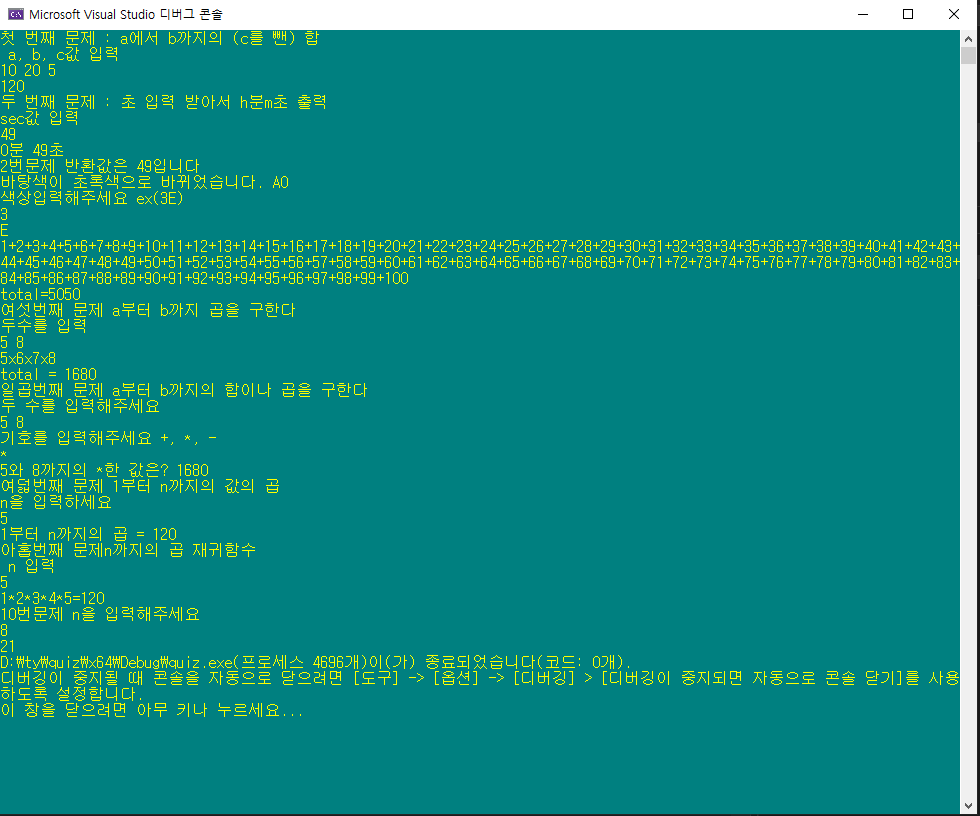 Microsoft Visual Studio 디버그 콘솔
첫 번째 문제 : a에서 b까지의 (c를 뺀) 합
a, b, c값 입력
10 20 5
120
두 번째 문제 : 초 입력 받아서 h분m초 출력
sec값 입력
49
0분 49초
2번문제 반환값은 49입니다
바탕색이 초록색으로 바뀌었습니다. A0
색상입력해주세요 ex(3E)
3
E
1+2+3+4+5+6+7+8+9+10+11+12+13+14+15+16+17+18+19+20+21+22+23+24+25+26+27+28+29+30+31+32+33+34+35+36+37+38+39+40+41+42+43+
44+45+46+47+48+49+50+51+52+53+54+55+56+57+58+59+60+61+62+63+64+65+66+67+68+69+70+71+72+73+74+75+76+77+78+79+80+81+82+83+
84+85+86+87+88+89+90+91+92+93+94+95+96+97+98+99+100
total=5050
여섯번째 문제 a부터 b까지 곱을 구한다
두수를 입력
5 8
5x6x7x8
total = 1680
일곱번째 문제 a부터 b까지의 합이나 곱을 구한다
두 수를 입력해주세요
5 8
기호를 입력해주세요 +, *, -
*
5와 8까지의 *한 값은? 1680
여덟번째 문제 1부터 n까지의 값의 곱
n을 입력하세요
5
1부터 n까지의 곱 = 120
아홉번째 문제n까지의 곱 재귀함수
n 입력
5
1*2*3*4*5=120
10번문제 n을 입력해주세요
8
21
D:\ty\quiz\x64\Debug\quiz.exe(프로세스 4696개)이(가) 종료되었습니다(코드: 0개).
디버깅이 중지될 때 콘솔을 자동으로 닫으려면 [도구] -> [옵션] -> [디버깅] > [디버깅이 중지되면 자동으로 콘솔 닫기]를 사용
하도록 설정합니다.
이 창을 닫으려면 아무 키나 누르세요...